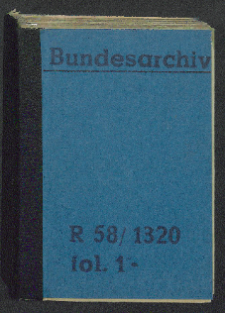 Bundesarchiv
R 58/ 1320
fol. 1-